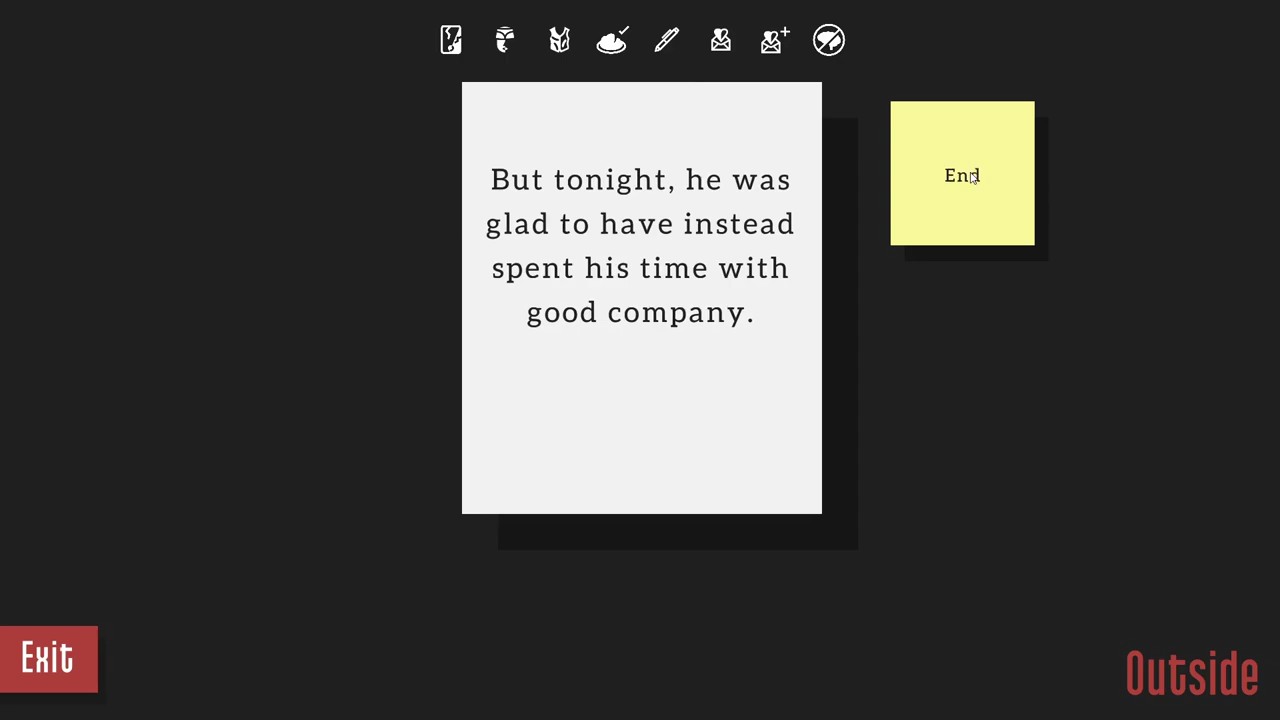 But tonight, he was
glad to have instead
spent his time with
good company.
End
Exit
Outside